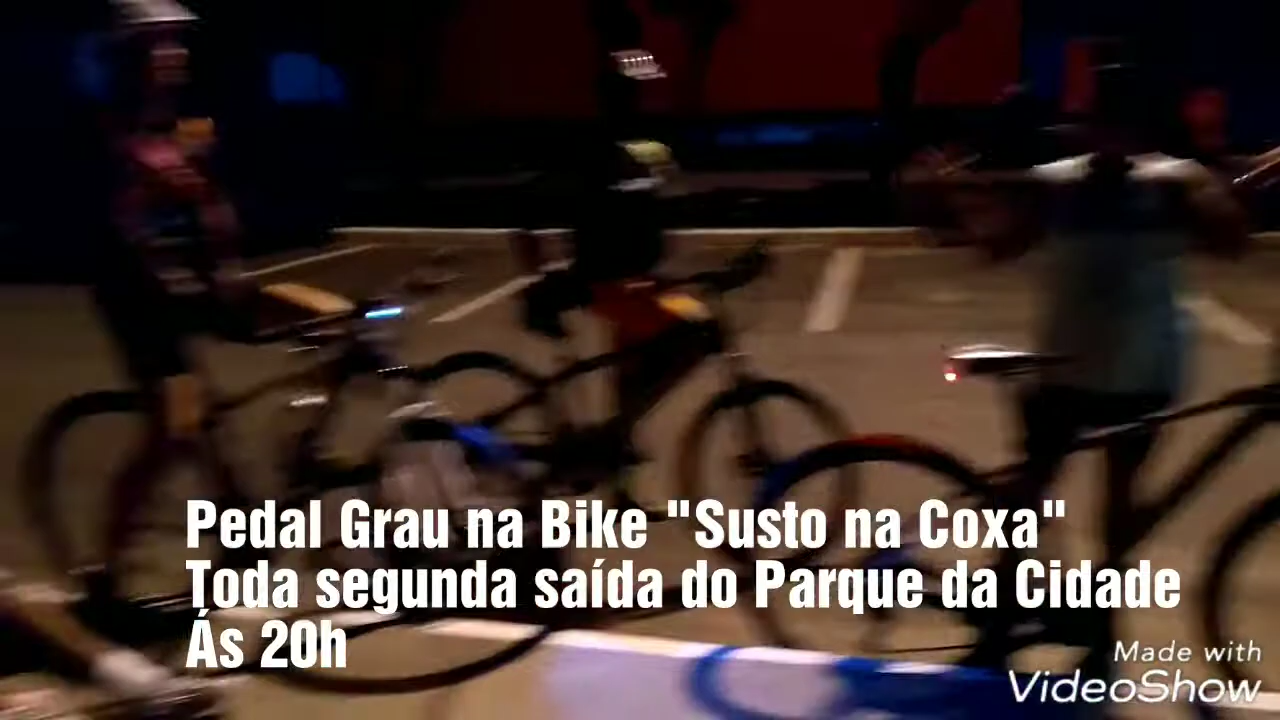 Pedal Grau na Bike "Susto na Coxa"
Toda segunda saída do Parque da Cidade
Ás 20h
Made with
VideoShow